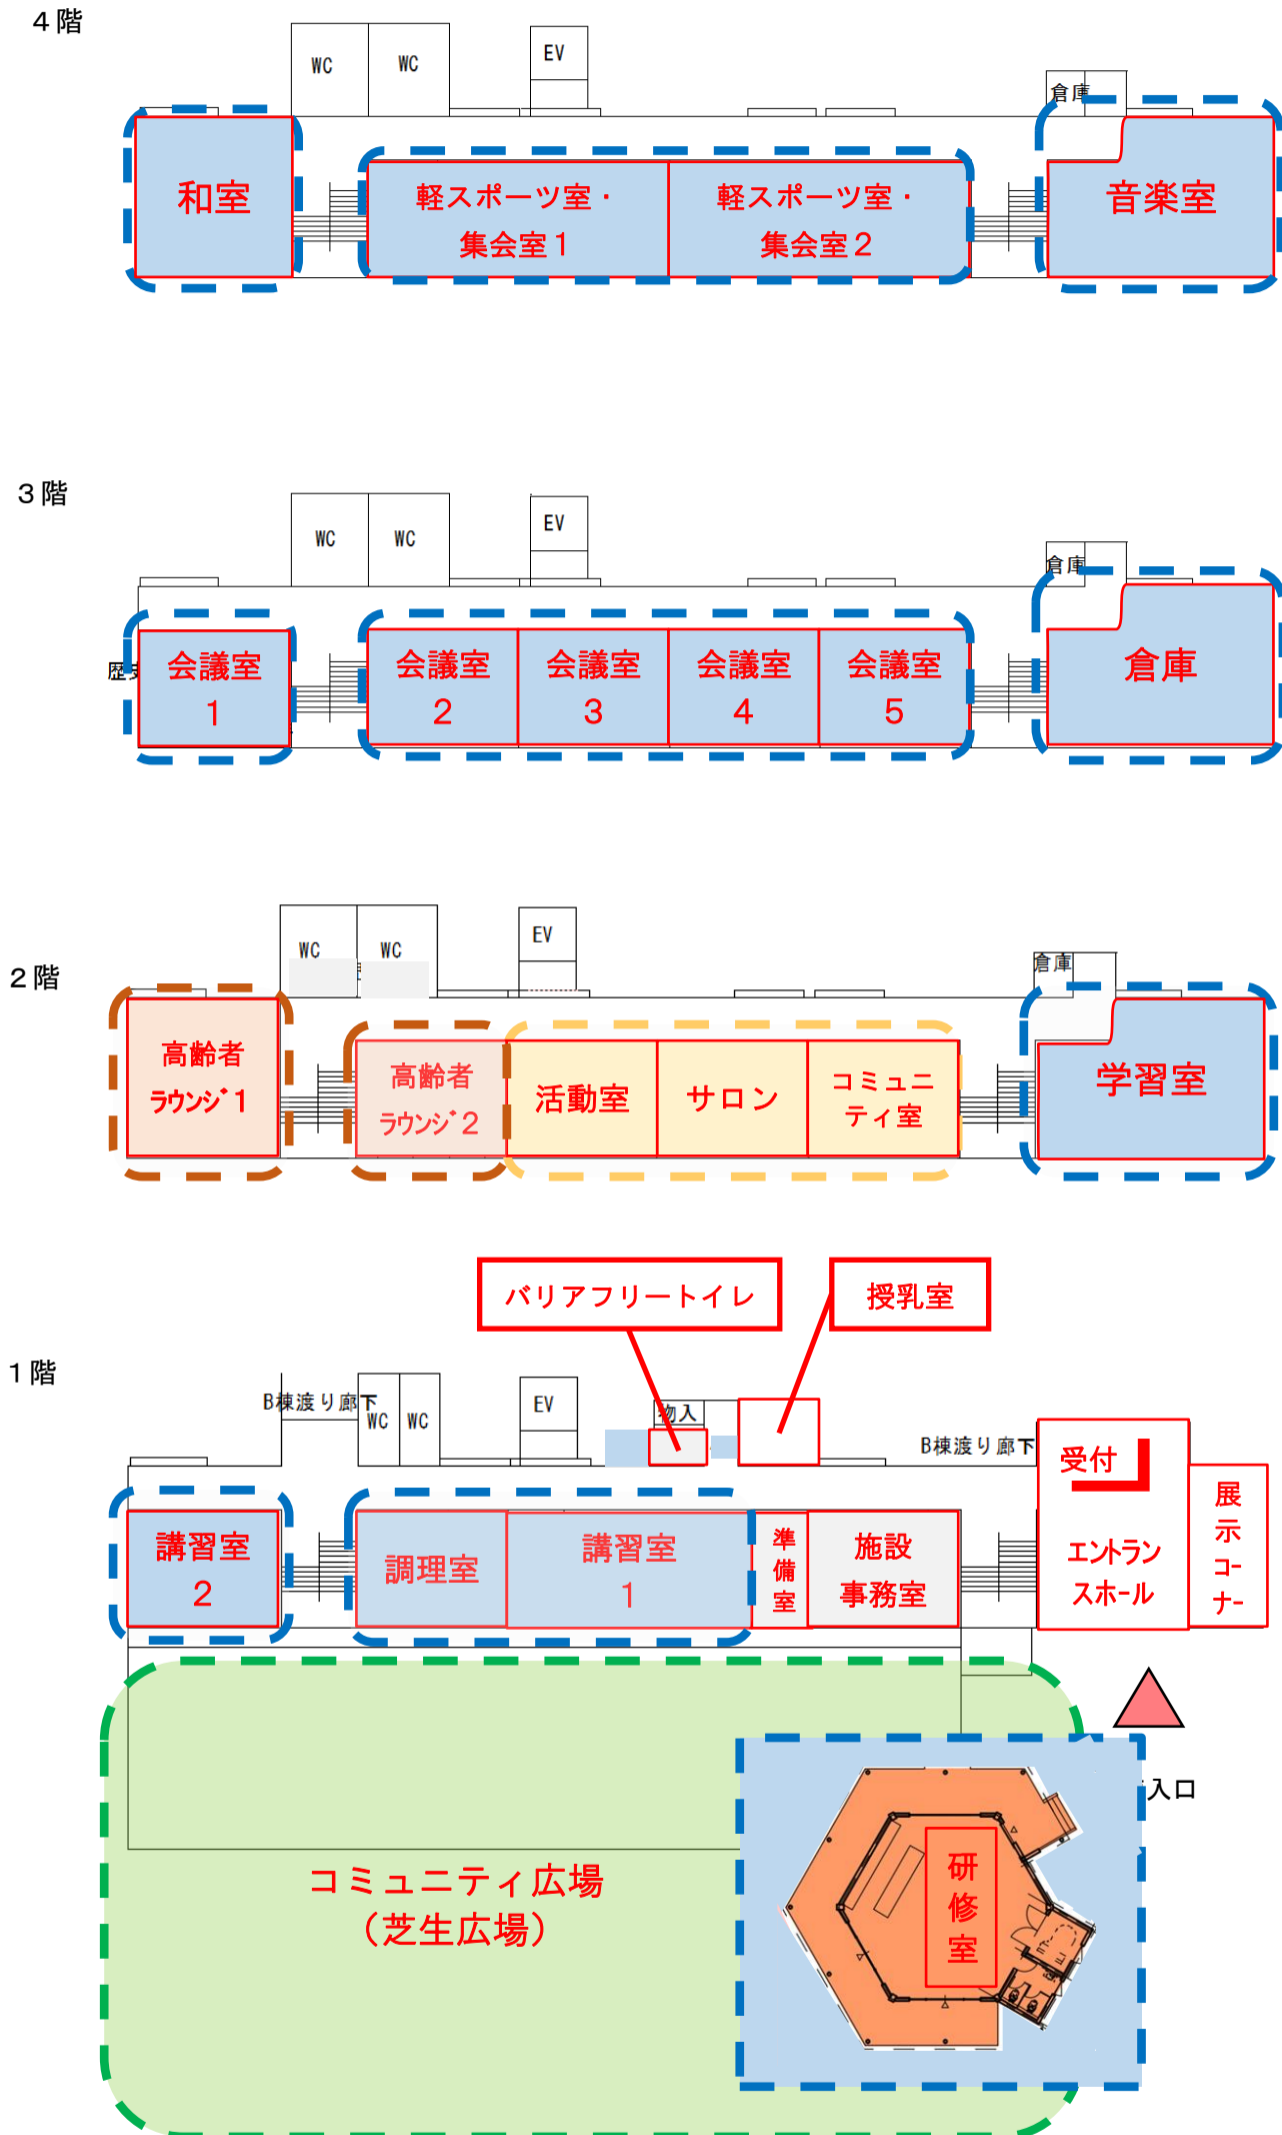 4階
WC
WC
EV
倉庫
和室
軽スポーツ室・
集会室1
軽スポーツ室・
集会室2
音楽室
3階
WC
WC
EV
倉庫
歴史
会議室
1
会議室
2
会議室
3
会議室
4
会議室
5
倉庫
2階
WC
WC
EV
倉庫
高齢者
ラウンジ1
高齢者
ラウンジ2
活動室
サロン
コミュニ
ティ室
学習室
バリアフリートイレ
授乳室
1階
B棟渡り廊下
WC
WC
EV
物入
B棟渡り廊下
受付
エントラン
スホール
展
示
コー
ナー
講習室
2
調理室
講習室
1
準
備
室
施設
事務室
入口
コミュニティ広場
(芝生広場)
研
修
室